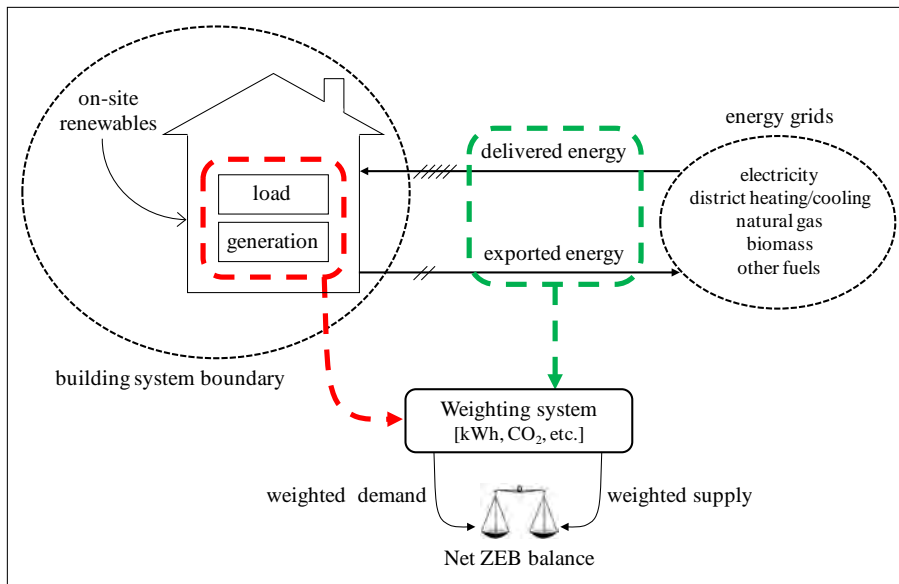 on-site
renewables
load
generation
building system boundary
delivered energy
exported energy
energy grids
electricity
district heating/cooling
natural gas
biomass
other fuels
Weighting system
[kWh, CO₂, etc.]
weighted demand
weighted supply
Net ZEB balance